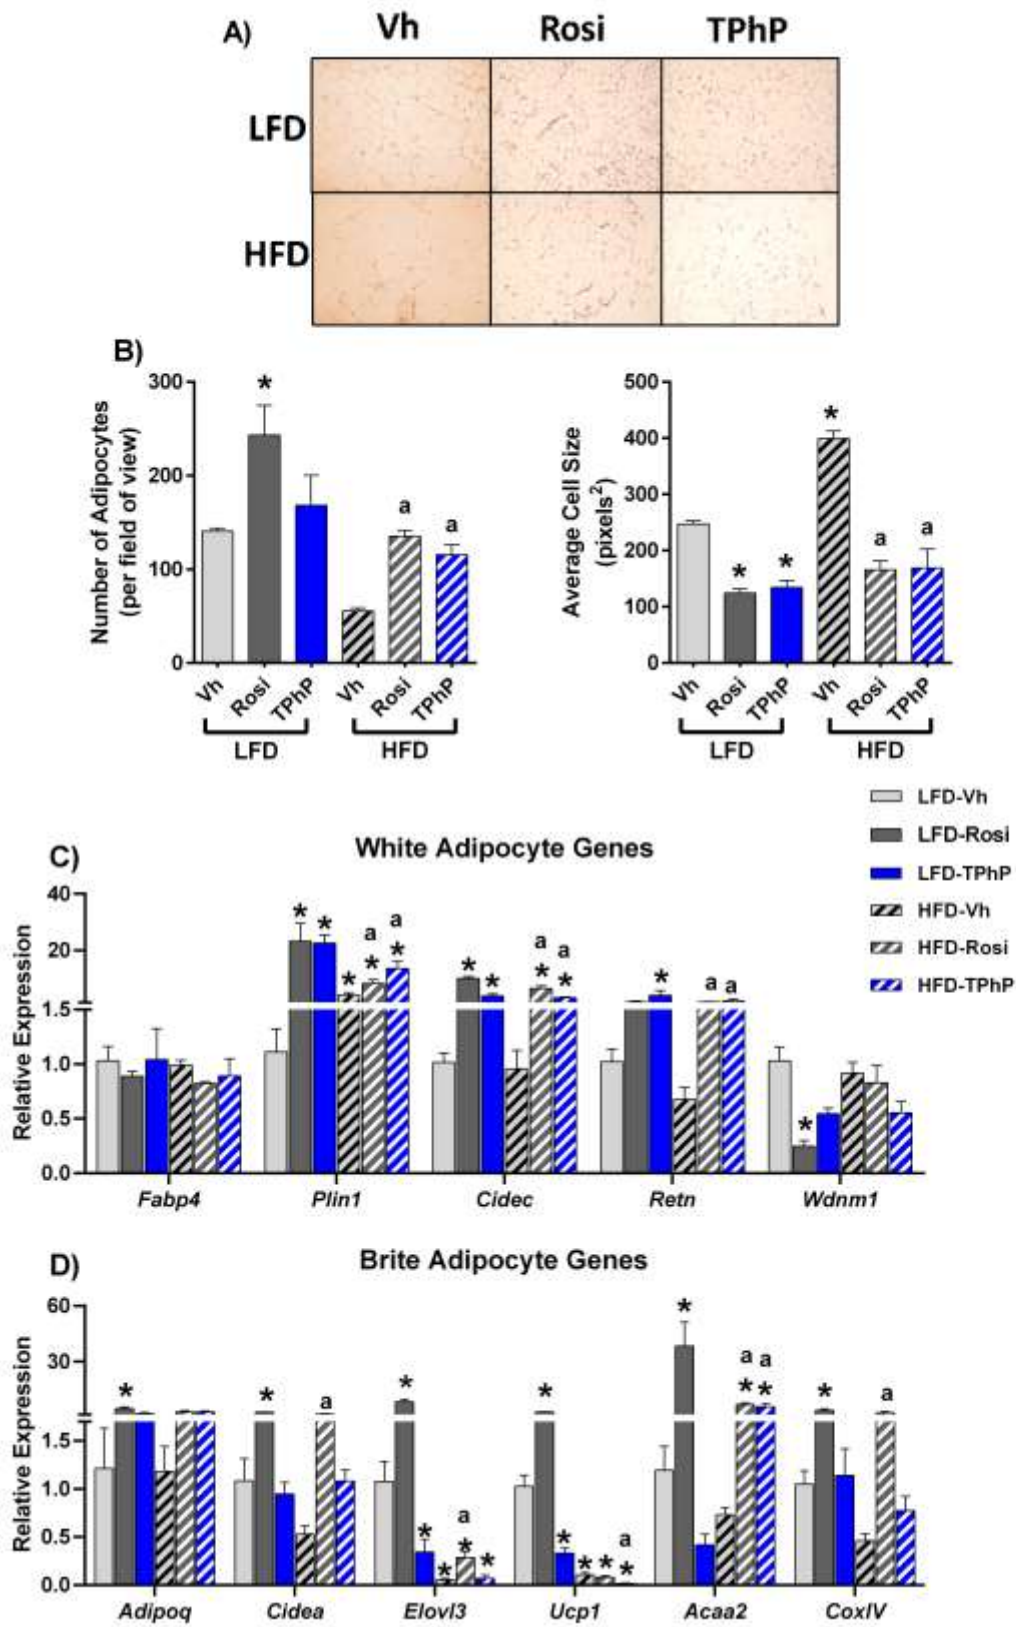 A)
Vh Rosi TPhP
LFD
HFD
B)
Number of Adipocytes
(per field of view)
300
200
100
0
*
a
a
Vh Rosi TPhP Vh Rosi TPhP
LFD HFD
Average Cell Size
(pixels²)
500
400
300
200
100
0
* * * a a
Vh Rosi TPhP Vh Rosi TPhP
LFD HFD
LFD-Vh
LFD-Rosi
LFD-TPhP
HFD-Vh
HFD-Rosi
HFD-TPhP
C)
White Adipocyte Genes
Relative Expression
40
20
1.5
1.0
0.5
0.0
* * * a * a *
* * a * a *
* a a
*
Fabp4 Plin1 Cidec Retn Wdnm1
D)
Brite Adipocyte Genes
Relative Expression
60
30
1.5
1.0
0.5
0.0
*
* a
* * * a * *
* * * * a *
* a * a *
* a
Adipoq Cidea Elovl3 Ucp1 Acaa2 CoxIV